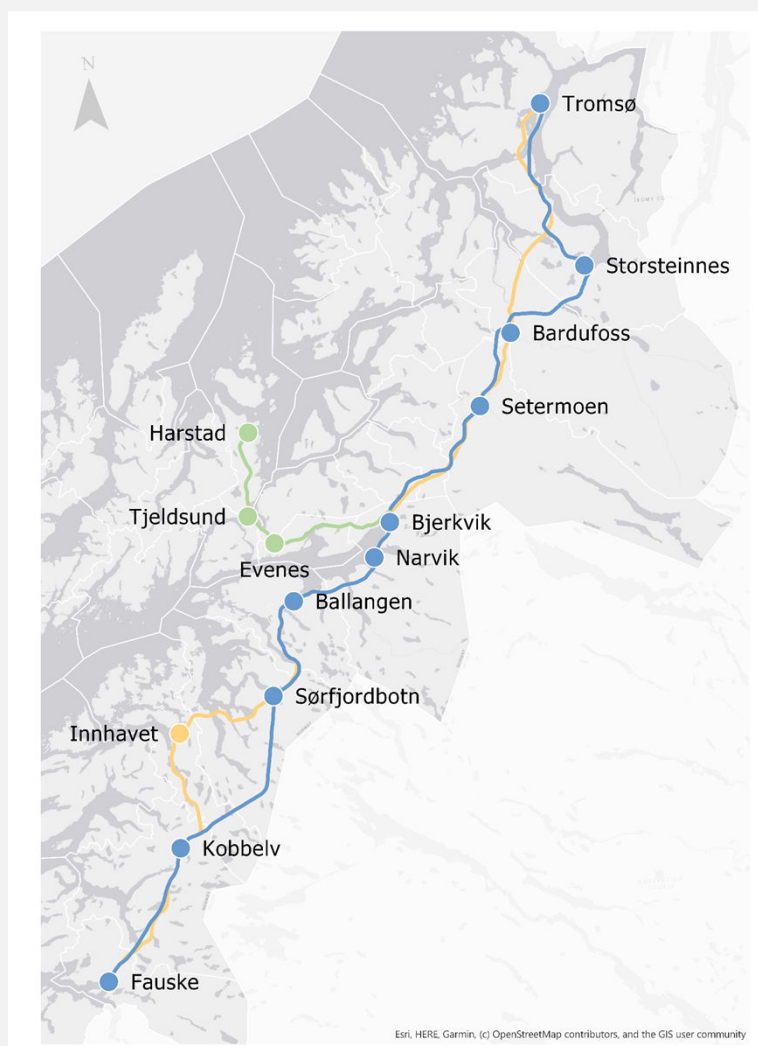 N
Tromsø
Storsteinnes
Bardufoss
Setermoen
Harstad
Tjeldsund
Bjerkvik
Evenes
Narvik
Ballangen
Sørfjordbotn
Innhavet
Kobbelv
Fauske
Esri, HERE, Garmin, (c) OpenStreetMap contributors, and the GIS user community